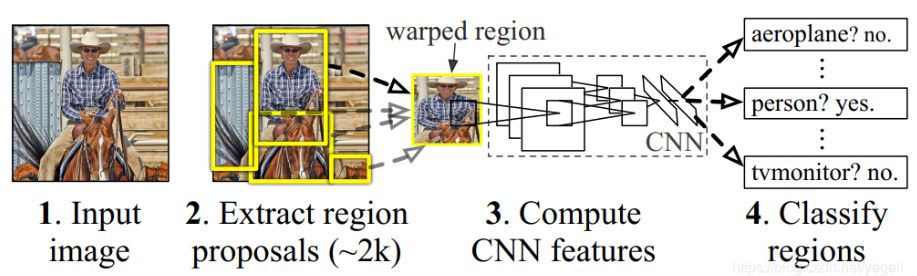 warped region
aeroplane? no.
person? yes.
CNN
tvmonitor? no.
1. Input
image
2. Extract region
proposals (~2k)
3. Compute
CNN features
4. Classify
regions
https://blog.csdn.net/yegeli